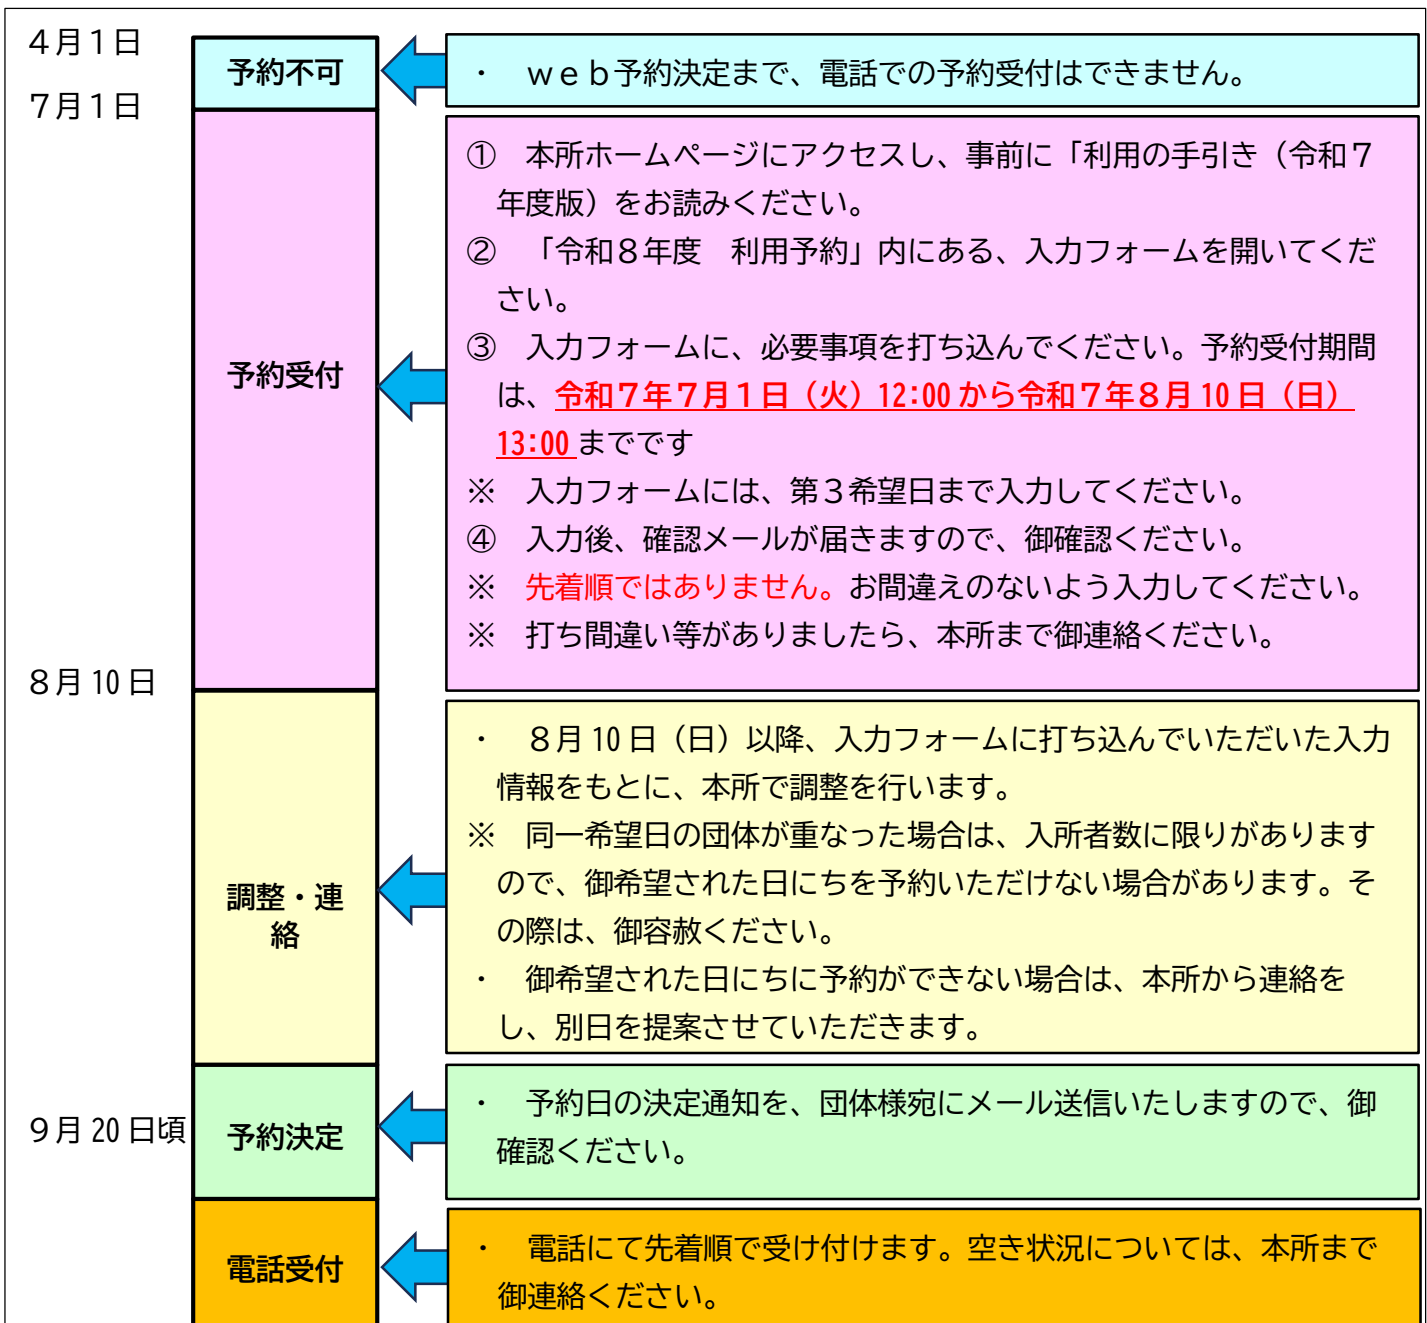 ４月１日
予約不可
・　ｗｅｂ予約決定まで、電話での予約受付はできません。
７月１日
予約受付
①　本所ホームページにアクセスし、事前に「利用の手引き（令和７
年度版）をお読みください。
②　「令和８年度　利用予約」内にある、入力フォームを開いてくだ
さい。
③　入力フォームに、必要事項を打ち込んでください。予約受付期間
は、令和７年７月１日（火）12:00 から令和７年８月 10 日（日）
13:00 までです
※　入力フォームには、第３希望日まで入力してください。
④　入力後、確認メールが届きますので、御確認ください。
※　先着順ではありません。お間違えのないよう入力してください。
※　打ち間違い等がありましたら、本所まで御連絡ください。
８月 10 日
調整・連
絡
・　８月 10 日（日）以降、入力フォームに打ち込んでいただいた入力
情報をもとに、本所で調整を行います。
※　同一希望日の団体が重なった場合は、入所者数に限りがあります
ので、御希望された日にちを予約いただけない場合があります。そ
の際は、御容赦ください。
・　御希望された日にちに予約ができない場合は、本所から連絡を
し、別日を提案させていただきます。
９月 20 日頃
予約決定
・　予約日の決定通知を、団体様宛にメール送信いたしますので、御
確認ください。
電話受付
・　電話にて先着順で受け付けます。空き状況については、本所まで
御連絡ください。